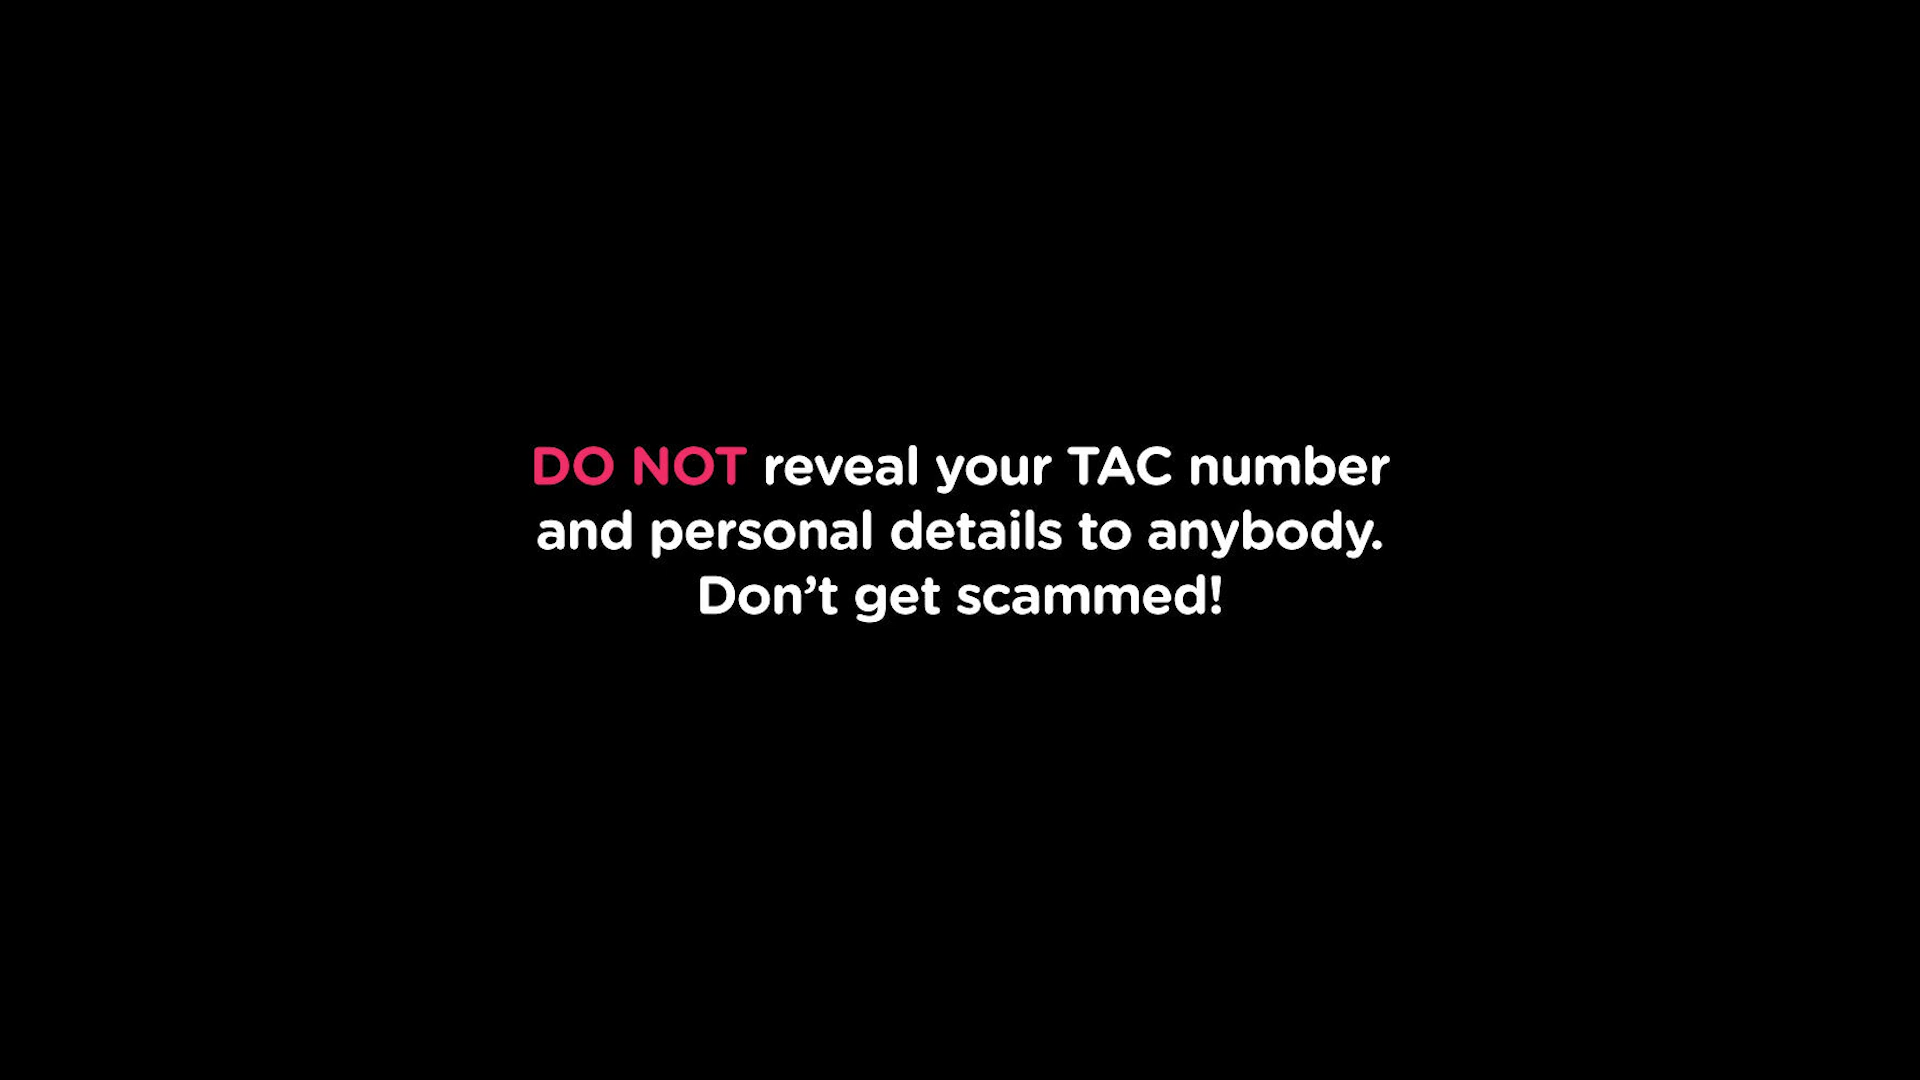 DO NOT reveal your TAC number
and personal details to anybody.
Don’t get scammed!